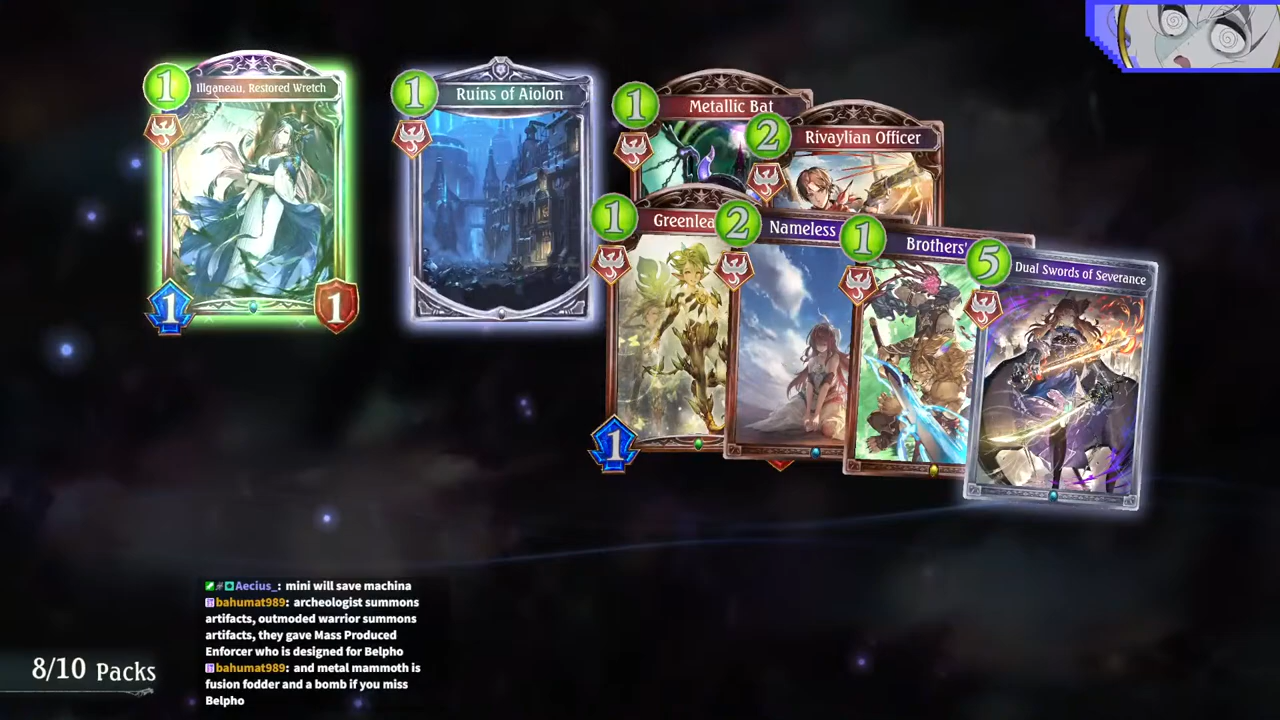 1
Illganeau, Restored Wretch
1
1
1
Ruins of Aiolon
1
Metallic Bat
2
Rivaylian Officer
1
Greenlea
1
2
Nameless
1
Brothers'
5
Dual Swords of Severance
Aecius_: mini will save machina
bahumat989: archeologist summons
artifacts, outmoded warrior summons
artifacts, they gave Mass Produced
Enforcer who is designed for Belpho
bahumat989: and metal mammoth is
fusion fodder and a bomb if you miss
Belpho
8/10 Packs